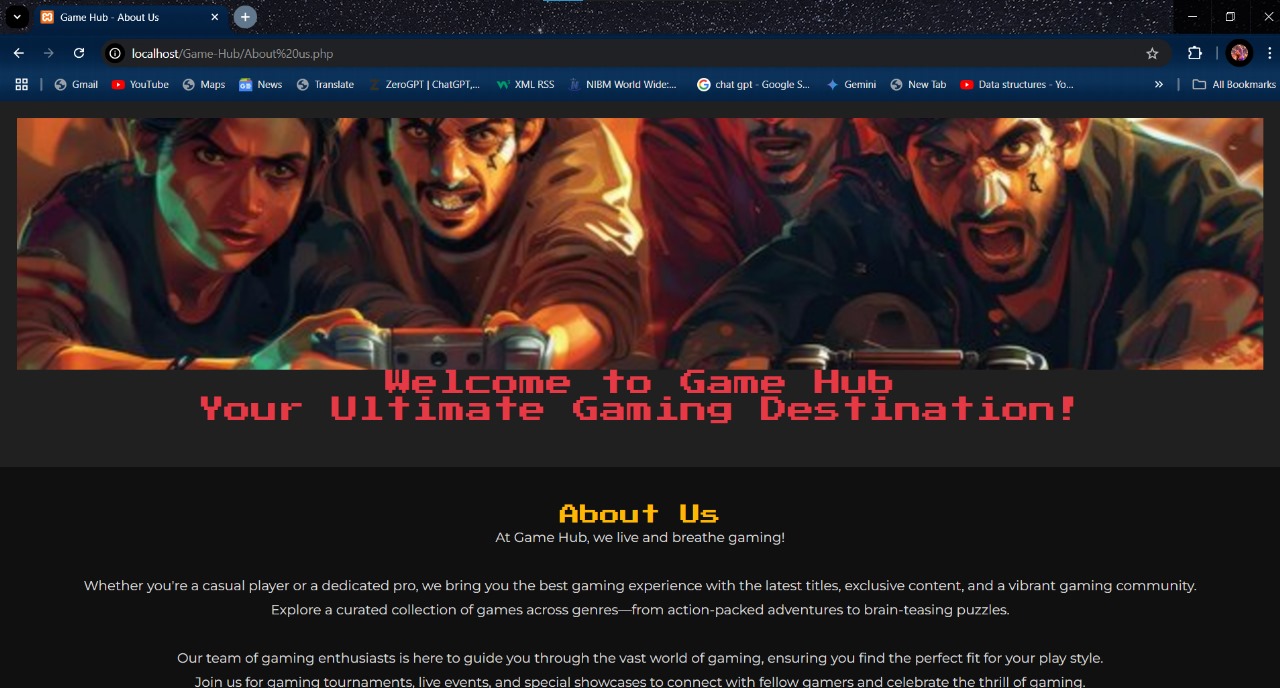 Game Hub - About Us
localhost/Game-Hub/About%20us.php
Gmail YouTube Maps News Translate ZeroGPT | ChatGPT,... XML RSS NIBM World Wide:... chat gpt - Google S... Gemini New Tab Data structures - Yo... » All Bookmarks
Welcome to Game Hub
Your Ultimate Gaming Destination!
About Us
At Game Hub, we live and breathe gaming!
Whether you're a casual player or a dedicated pro, we bring you the best gaming experience with the latest titles, exclusive content, and a vibrant gaming community.
Explore a curated collection of games across genres—from action-packed adventures to brain-teasing puzzles.
Our team of gaming enthusiasts is here to guide you through the vast world of gaming, ensuring you find the perfect fit for your play style.
Join us for gaming tournaments, live events, and special showcases to connect with fellow gamers and celebrate the thrill of gaming.